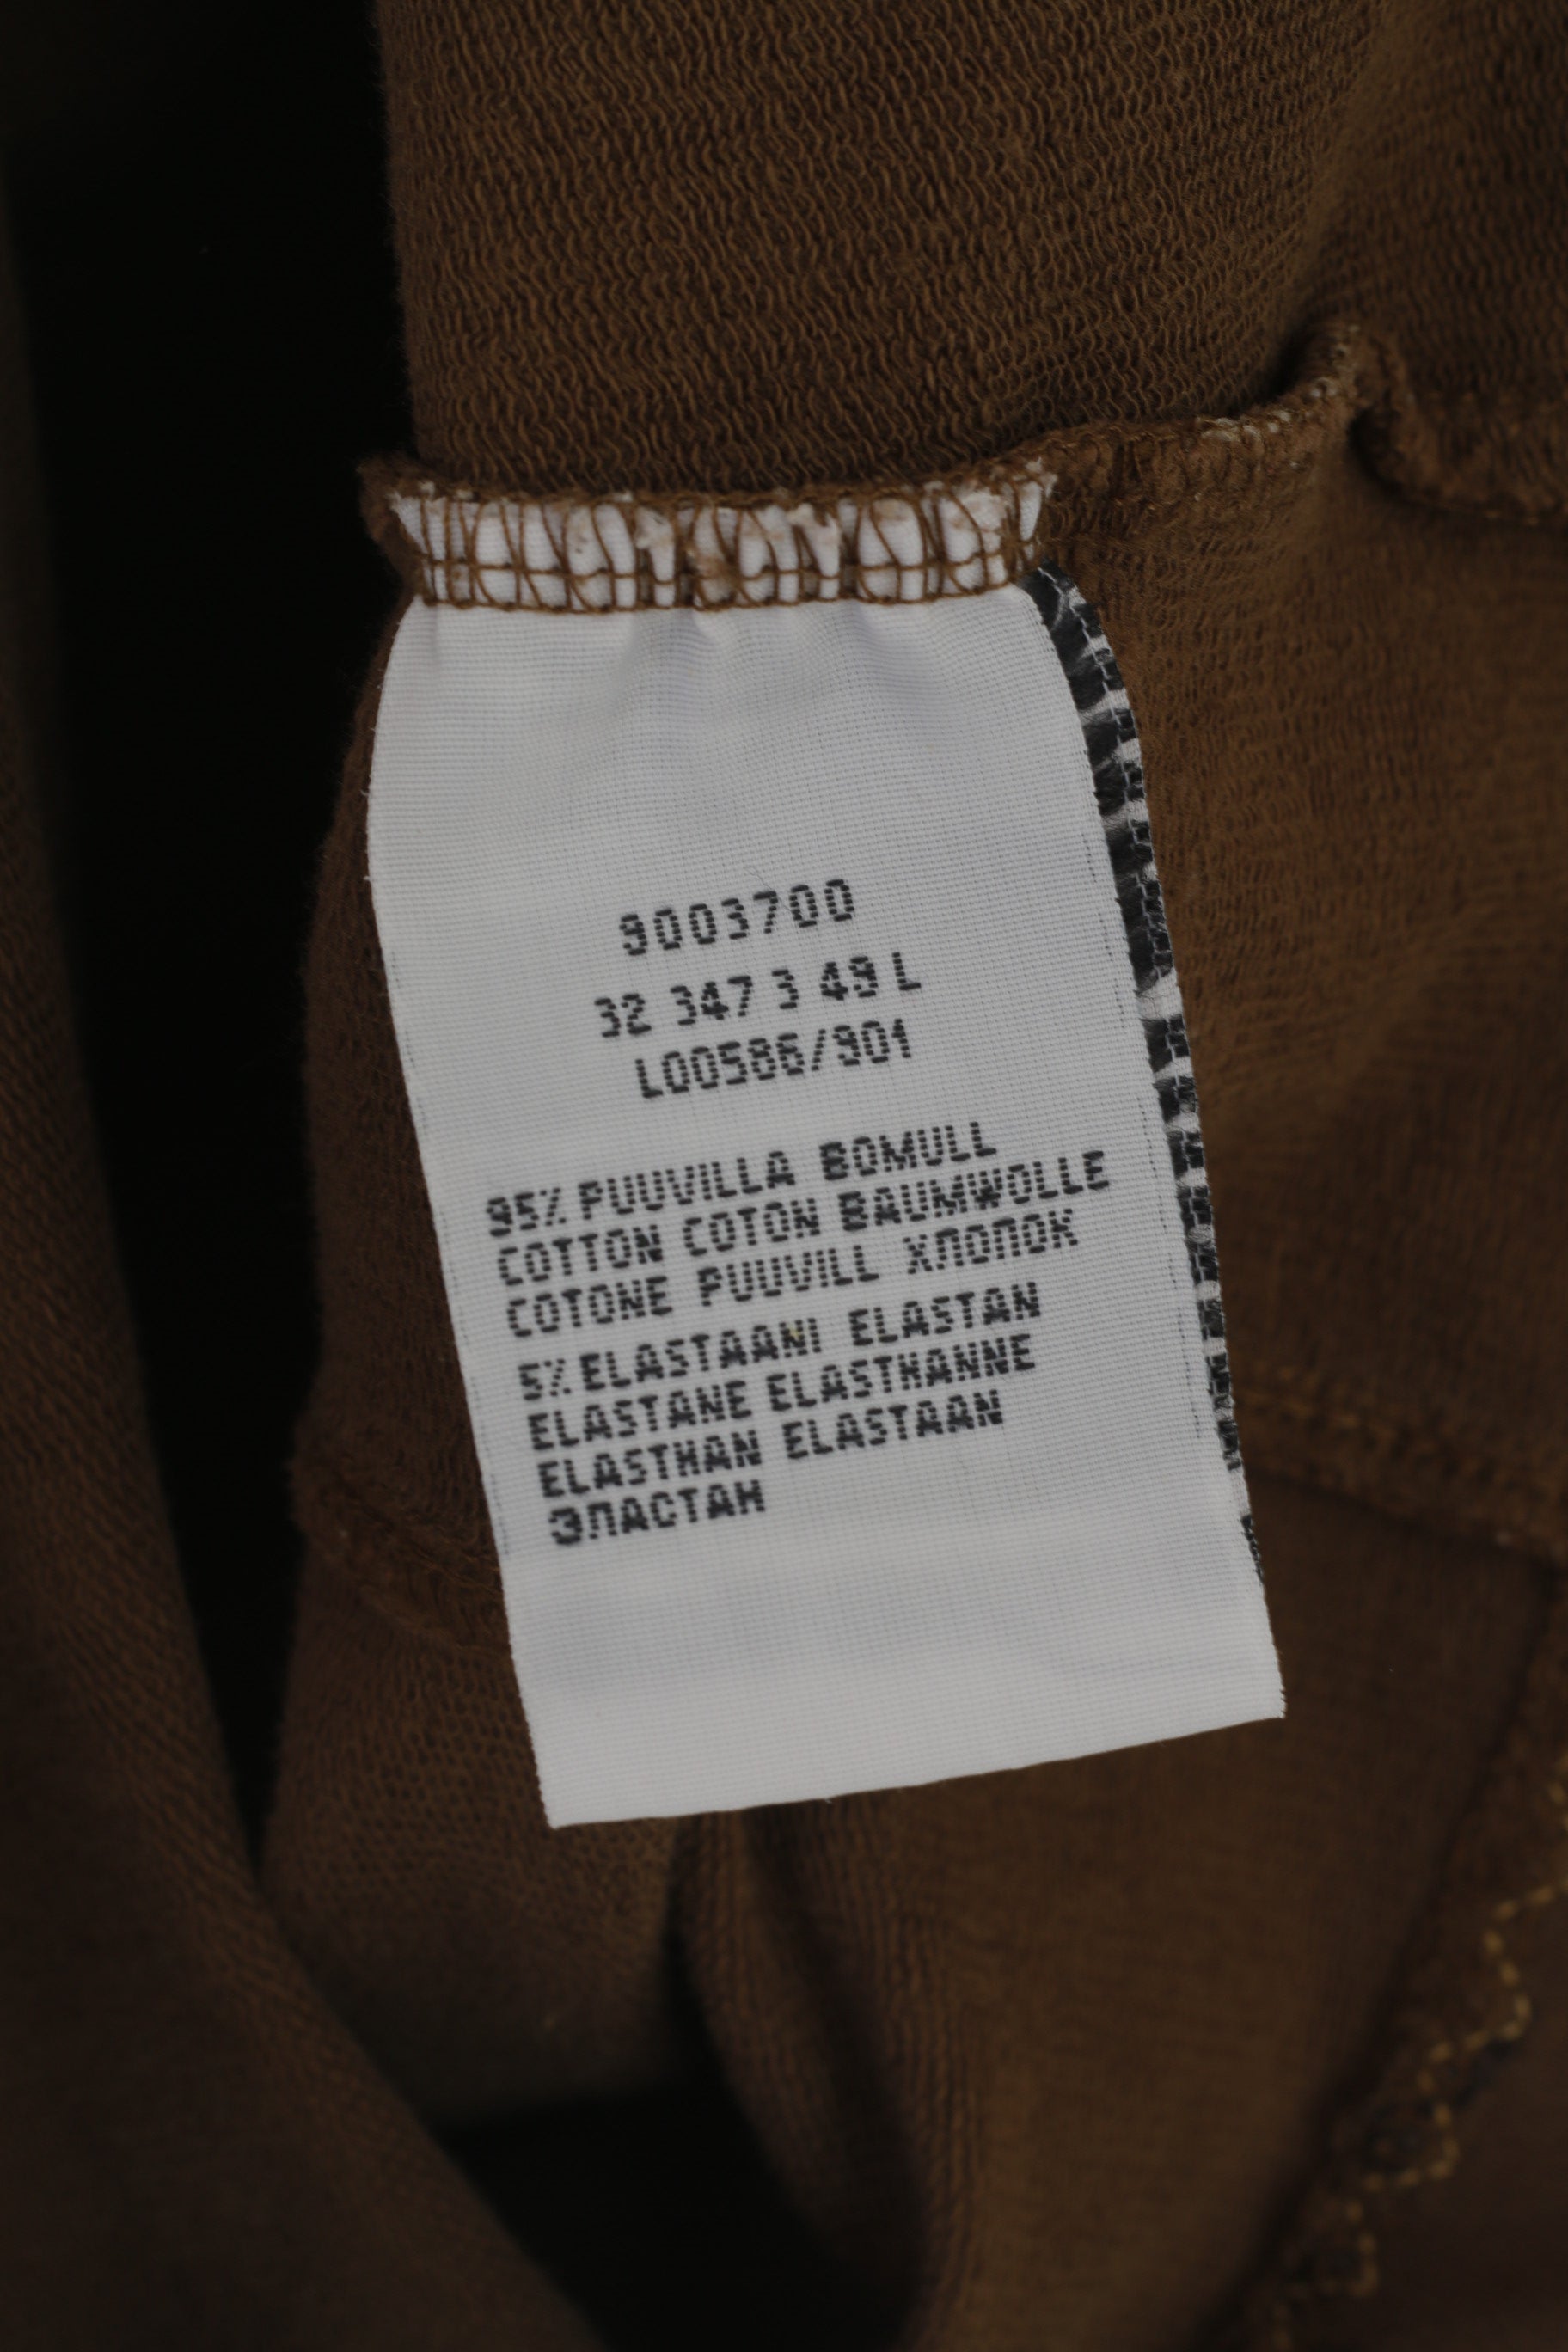 9003700
32 347 3 49 L
L00586/901
95% PUUVILLA BOMULL
COTTON COTON BAUMWOLLE
COTONE PUUVILL ХЛОПОК
5% ELASTAANI ELASTAN
ELASTANE ELASTHANNE
ELASTHAN ELASTAAN
ЭЛАСТАН